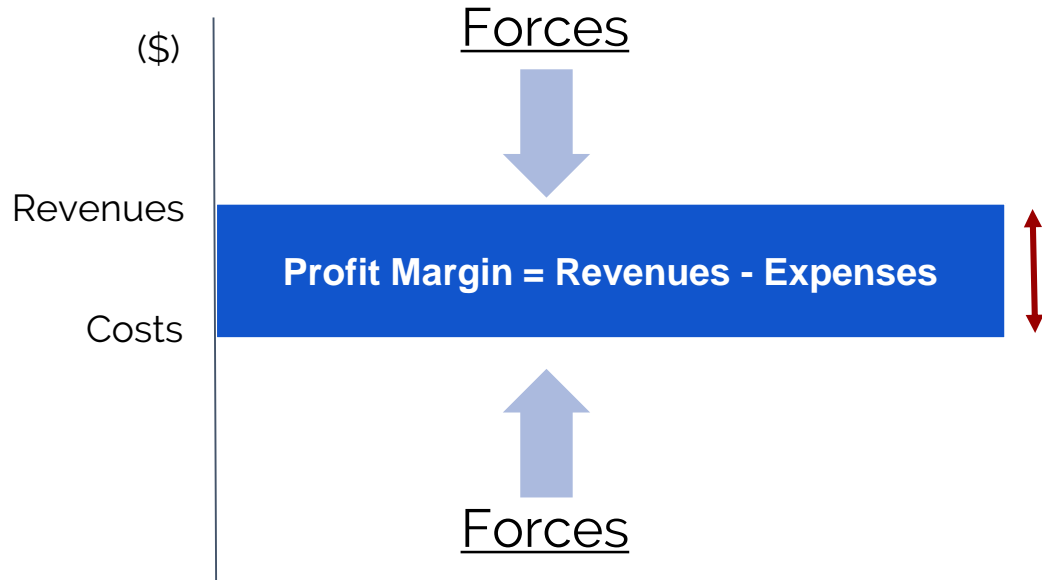 Forces
($)
Revenues
Profit Margin = Revenues - Expenses
Costs
Forces